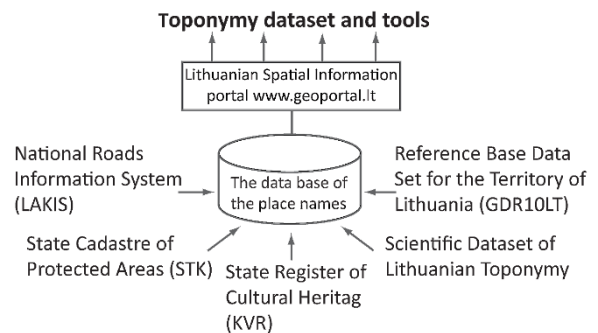 Toponymy dataset and tools
Lithuanian Spatial Information
portal www.geoportal.lt
The data base of
the place names
National Roads
Information System
(LAKIS)
Reference Base Data
Set for the Territory of
Lithuania (GDR10LT)
State Cadastre of
Protected Areas (STK)
State Register of
Cultural Heritag
(KVR)
Scientific Dataset of
Lithuanian Toponymy